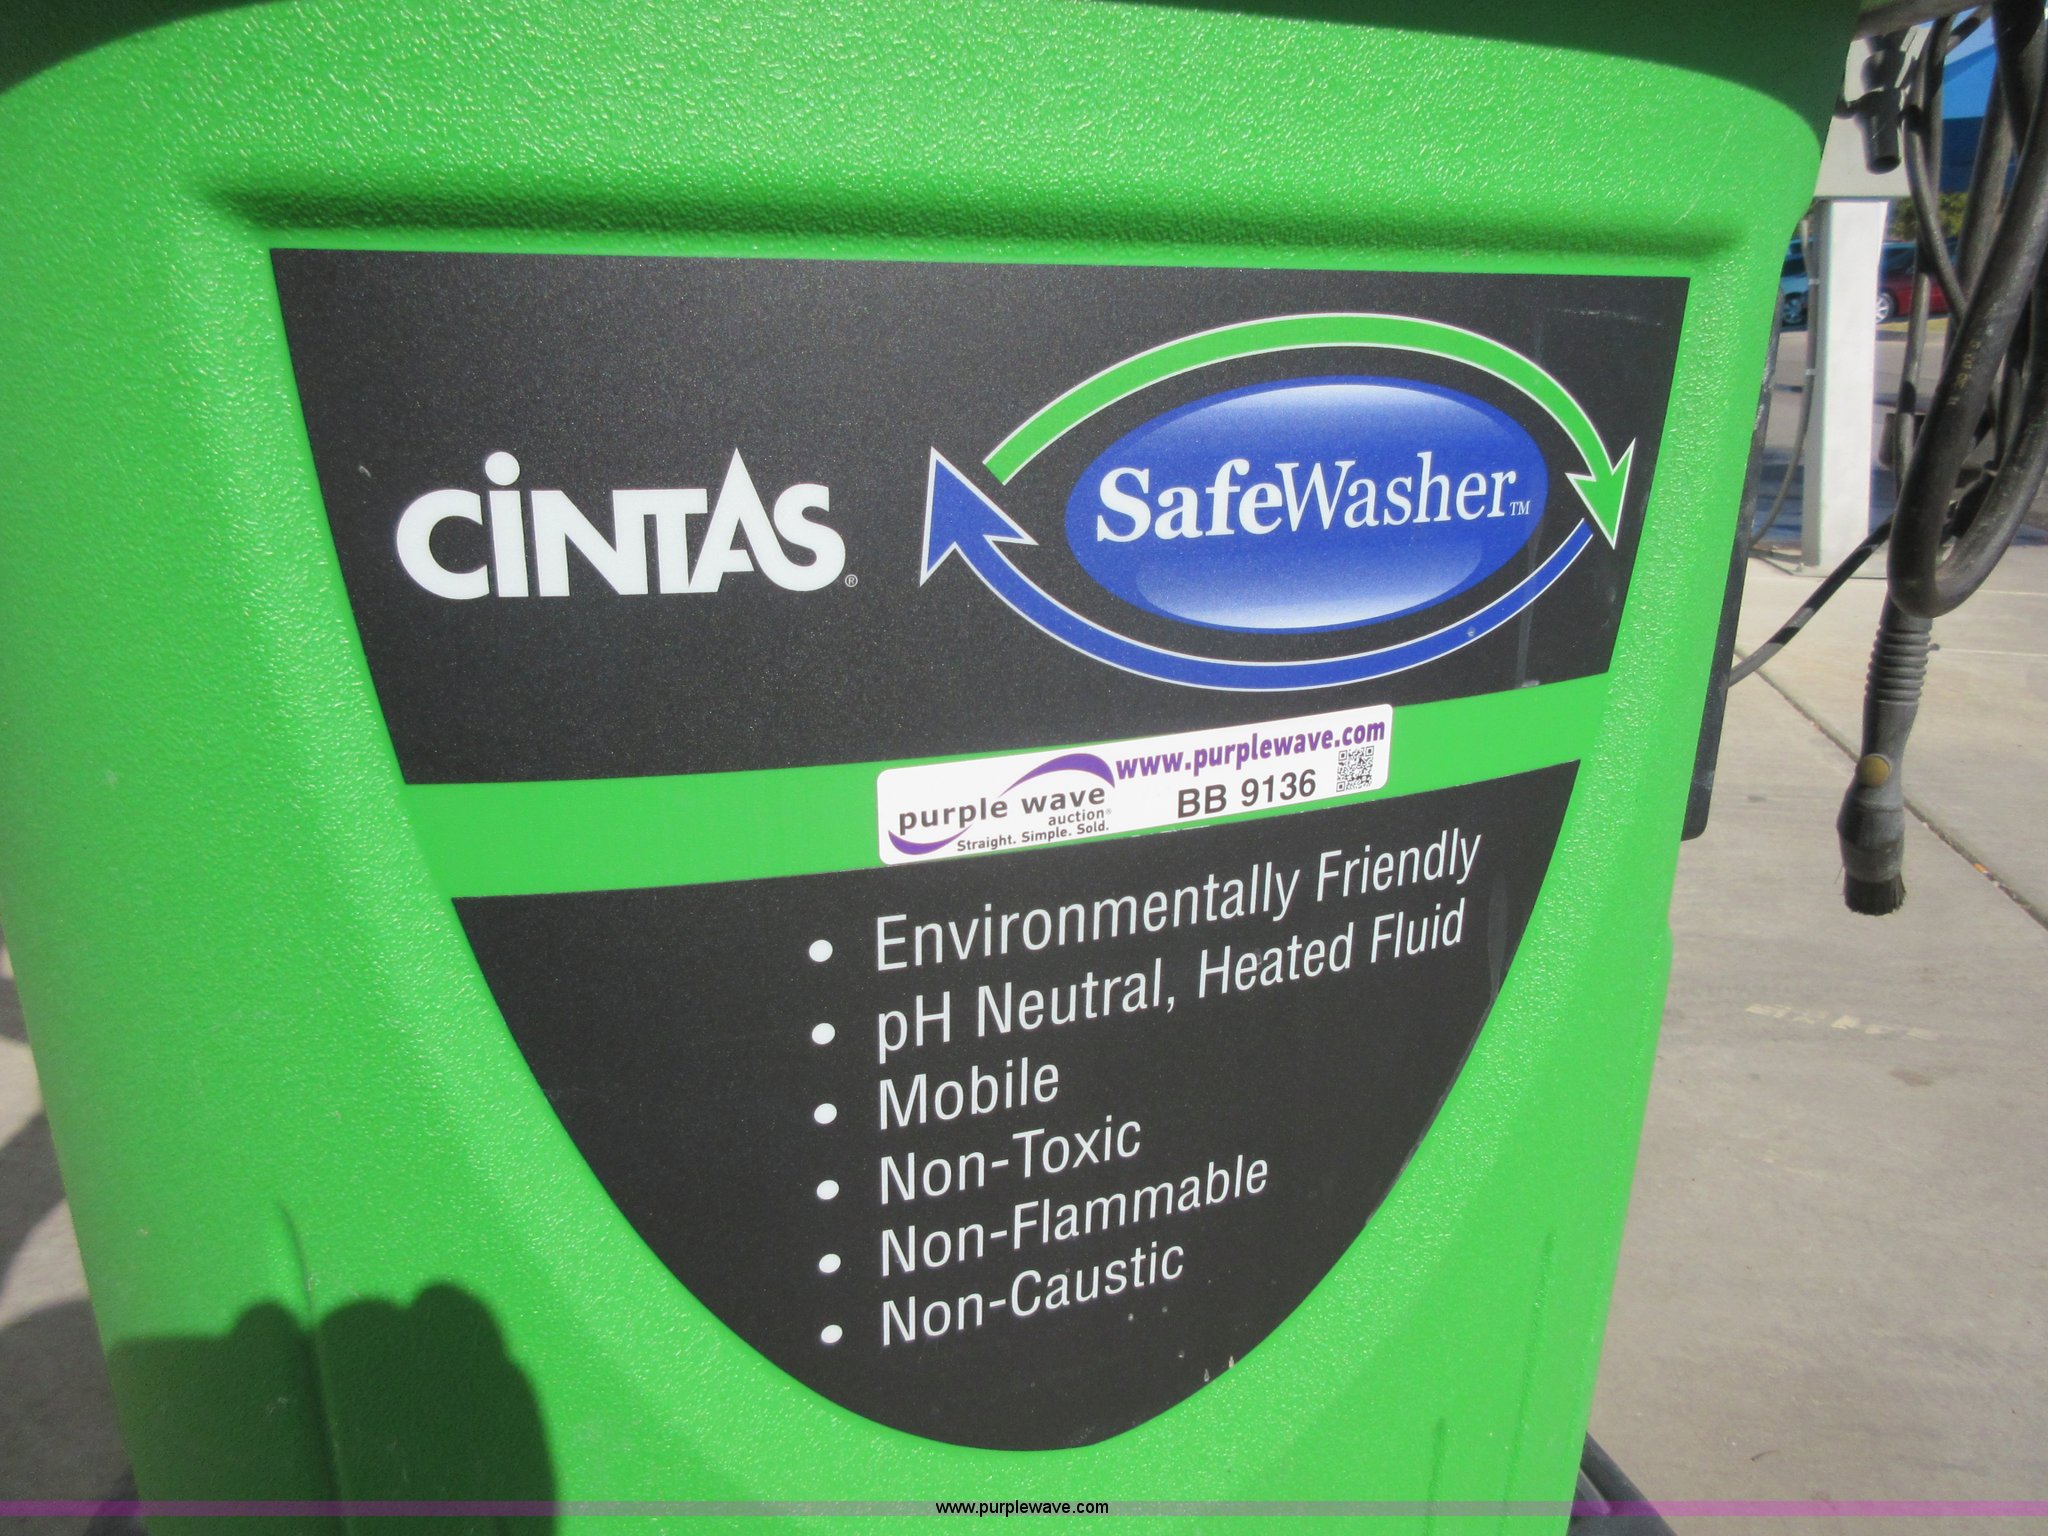 CINTAS®
SafeWasher™
www.purplewave.com
purple wave
auction®
Straight. Simple. Sold.
BB 9136
• Environmentally Friendly
• pH Neutral, Heated Fluid
• Mobile
• Non-Toxic
• Non-Flammable
• Non-Caustic
www.purplewave.com